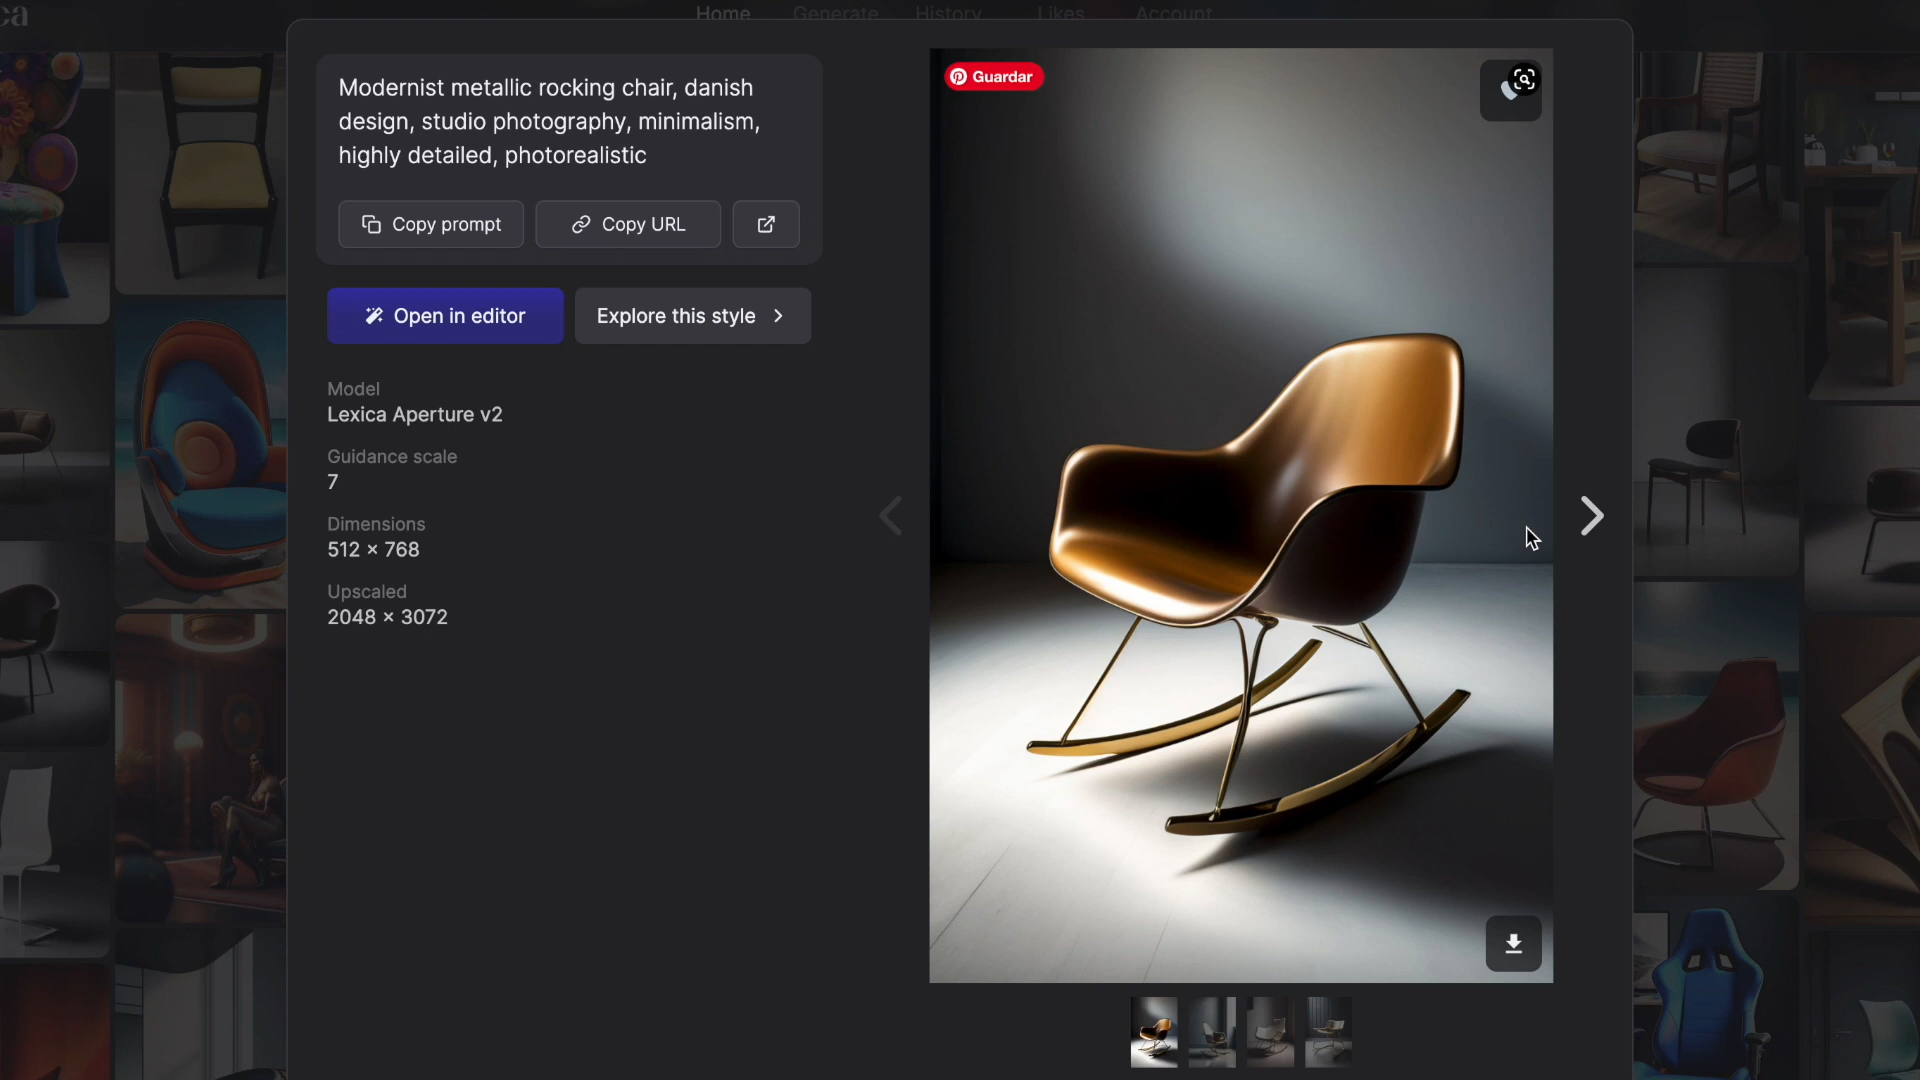 ca
Home
Generate
History
Likes
Account
Modernist metallic rocking chair, danish
design, studio photography, minimalism,
highly detailed, photorealistic
Copy prompt
Copy URL
Open in editor
Explore this style
Model
Lexica Aperture v2
Guidance scale
7
Dimensions
512 × 768
Upscaled
2048 × 3072
Guardar